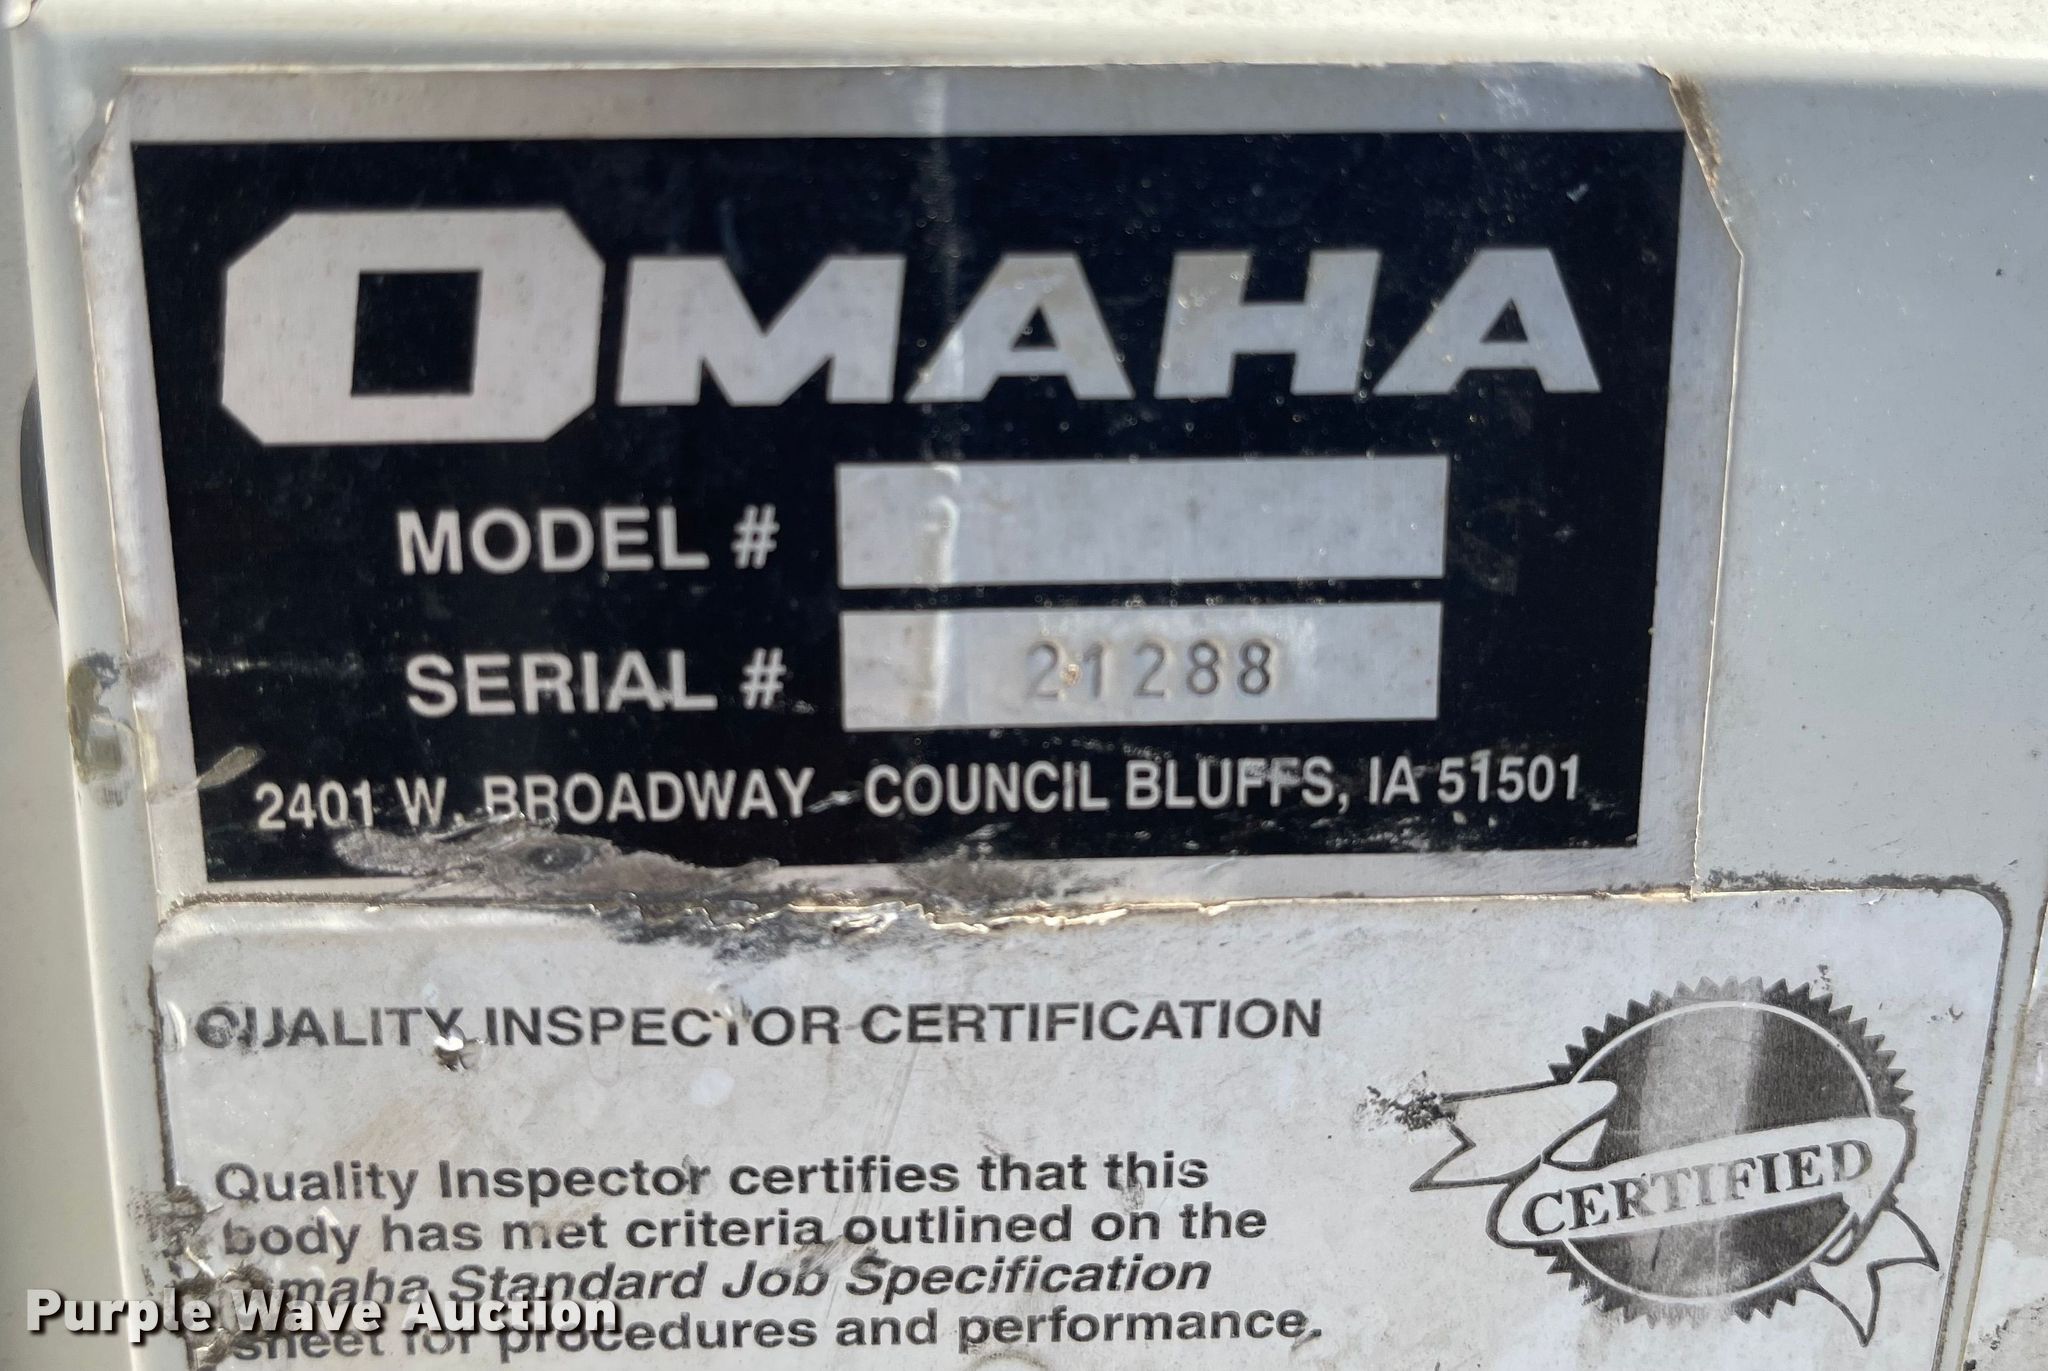 OMAHA
MODEL #
SERIAL # 21288
2401 W. BROADWAY - COUNCIL BLUFFS, IA 51501
QUALITY INSPECTOR CERTIFICATION
Quality Inspector certifies that this
body has met criteria outlined on the
Omaha Standard Job Specification
sheet for procedures and performance.
CERTIFIED
Purple Wave Auction